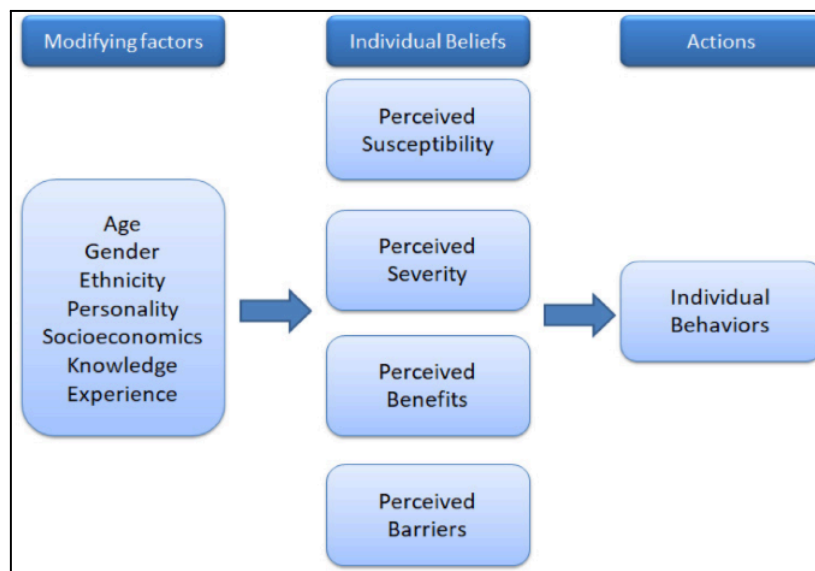 Modifying factors
Individual Beliefs
Actions
Age
Gender
Ethnicity
Personality
Socioeconomics
Knowledge
Experience
Perceived
Susceptibility
Perceived
Severity
Perceived
Benefits
Perceived
Barriers
Individual
Behaviors